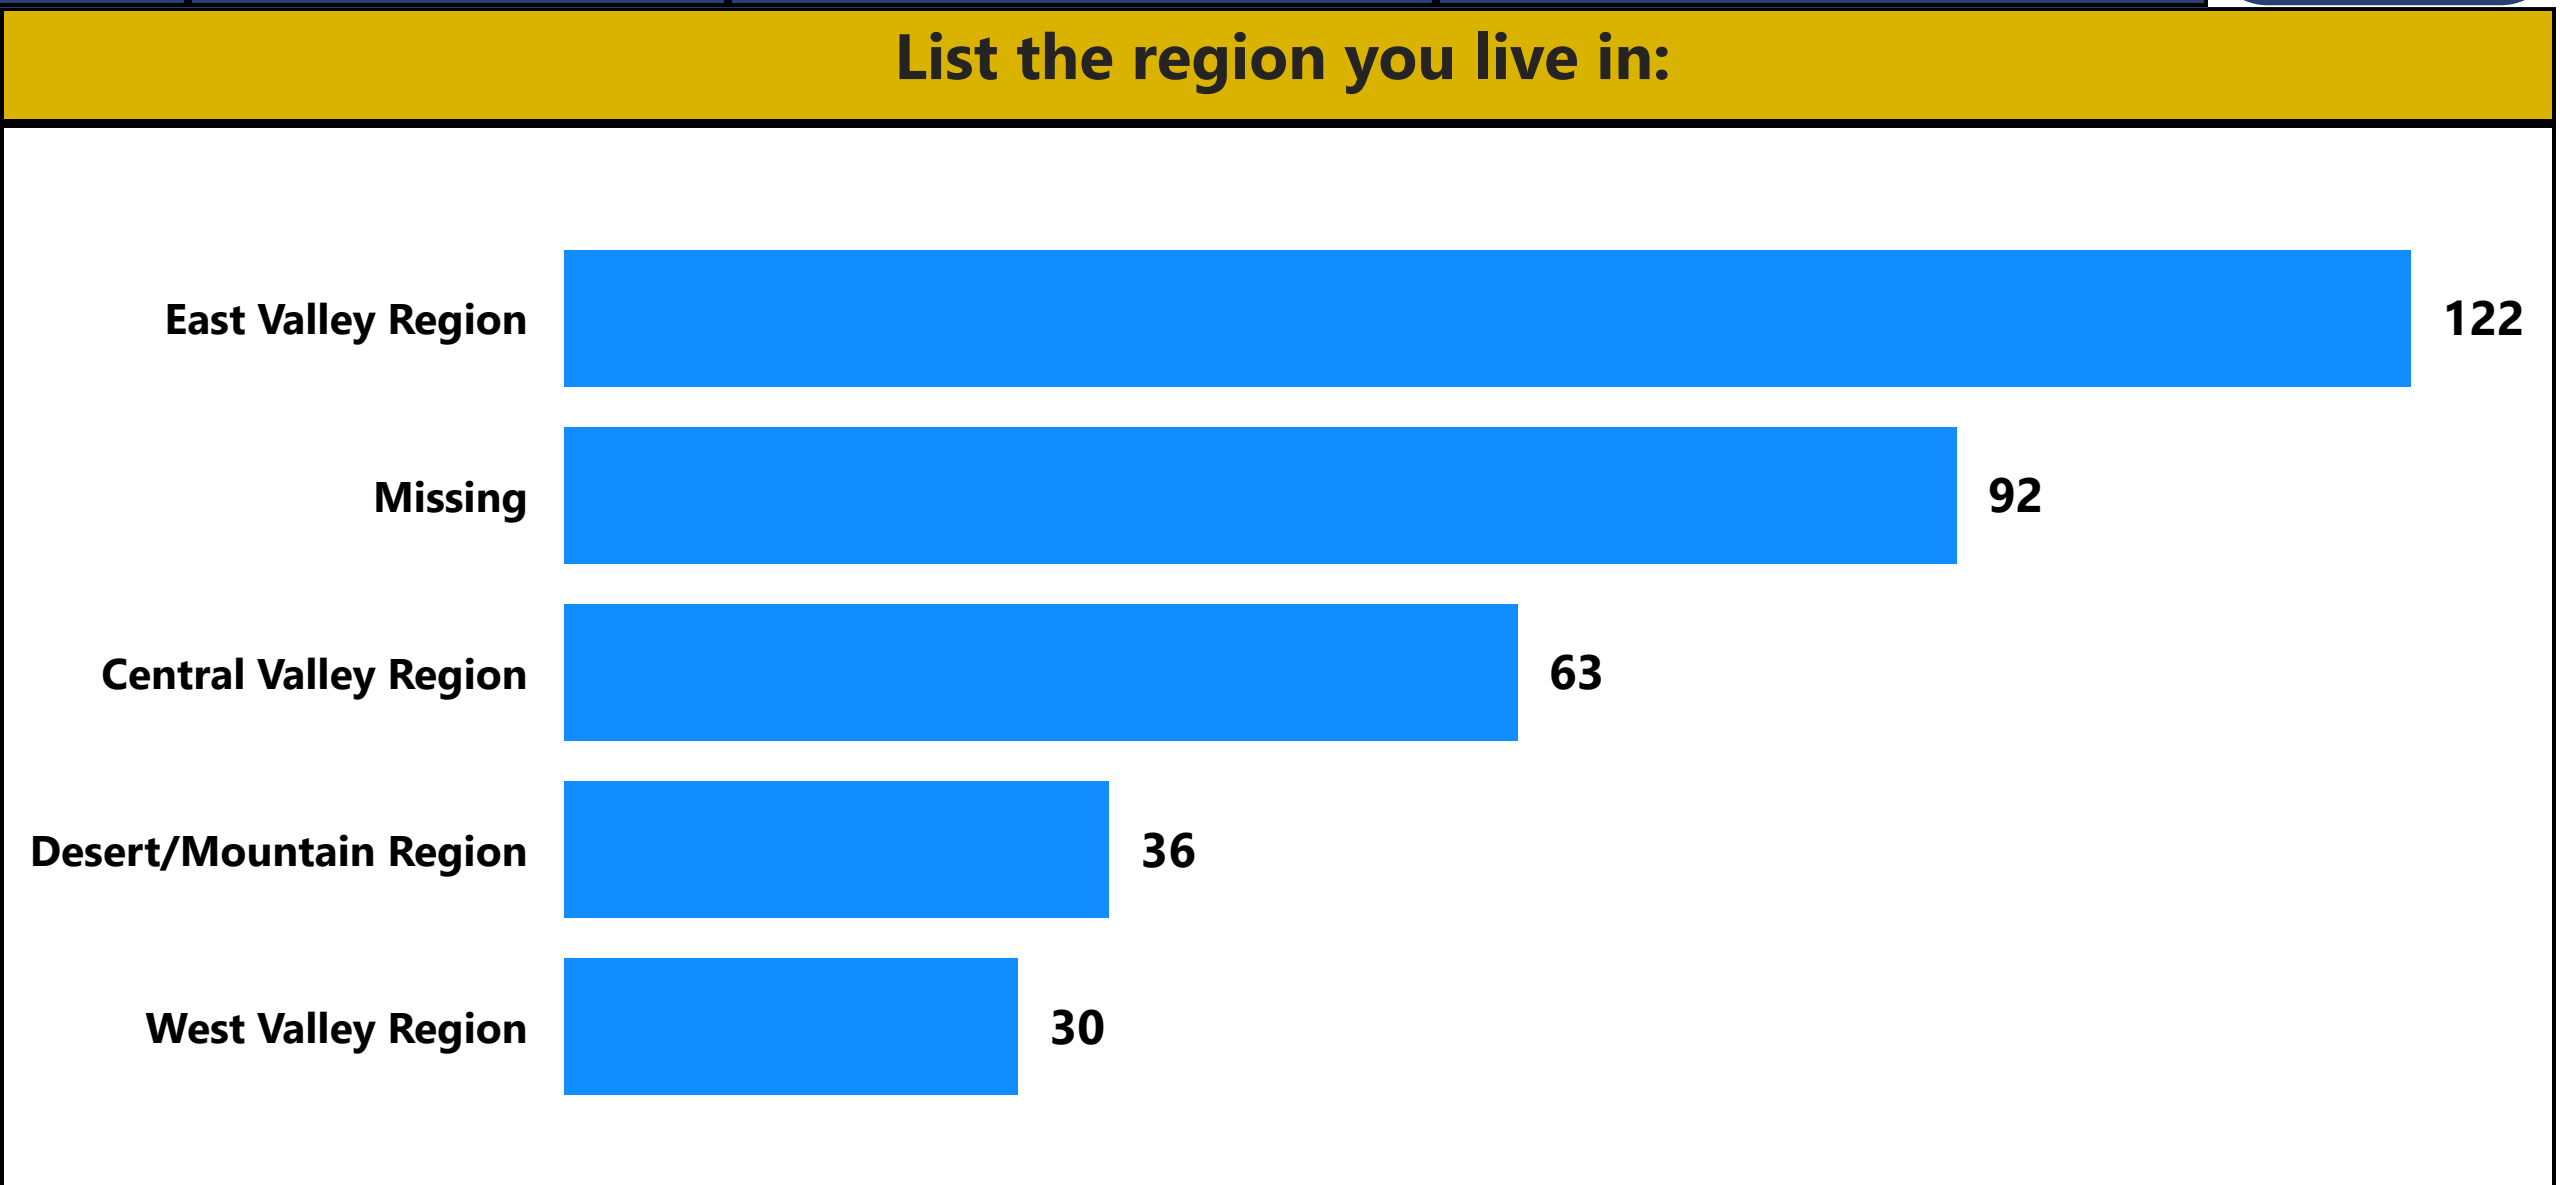 List the region you live in:
East Valley Region 122
Missing 92
Central Valley Region 63
Desert/Mountain Region 36
West Valley Region 30